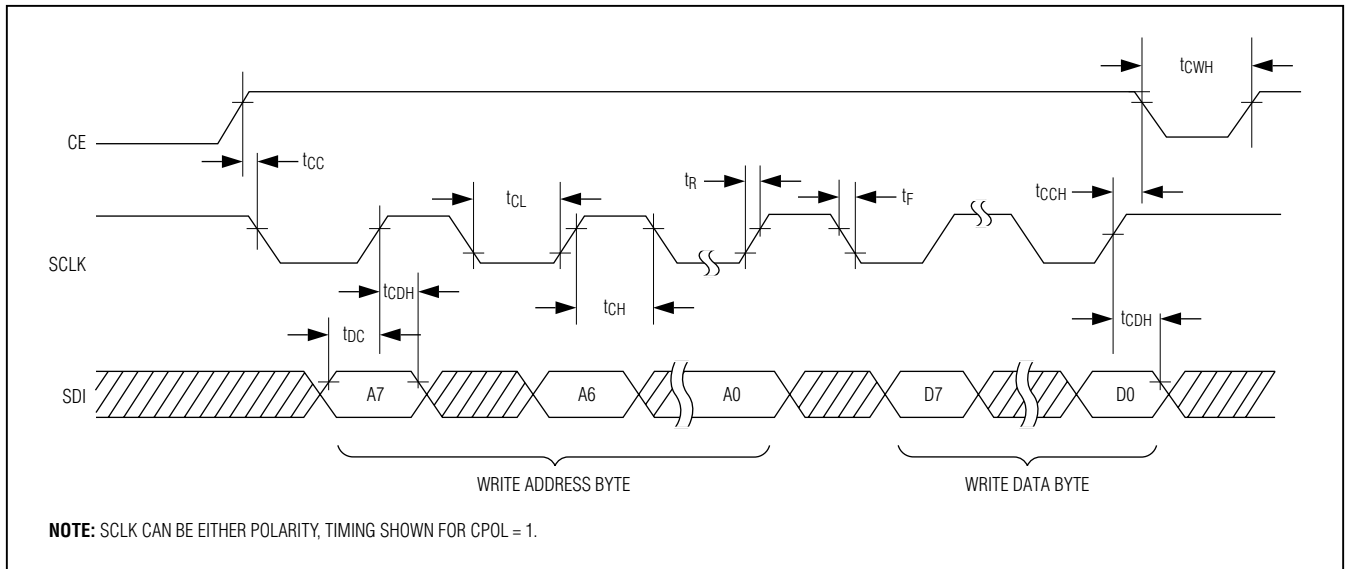 tCWH
CE
tCC
tCL
tR
tF
tCCH
SCLK
tCDH
tCH
tDC
tCDH
SDI
A7
A6
A0
D7
D0
WRITE ADDRESS BYTE
WRITE DATA BYTE
NOTE: SCLK CAN BE EITHER POLARITY, TIMING SHOWN FOR CPOL = 1.